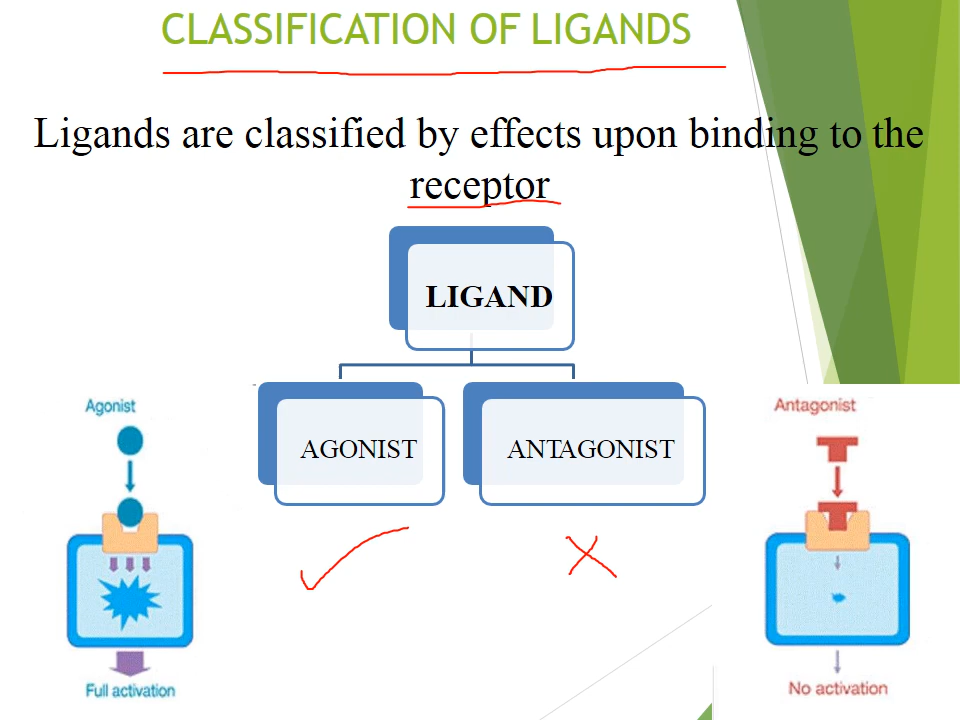 CLASSIFICATION OF LIGANDS
Ligands are classified by effects upon binding to the
receptor
LIGAND
AGONIST
ANTAGONIST
Agonist
Full activation
Antagonist
No activation